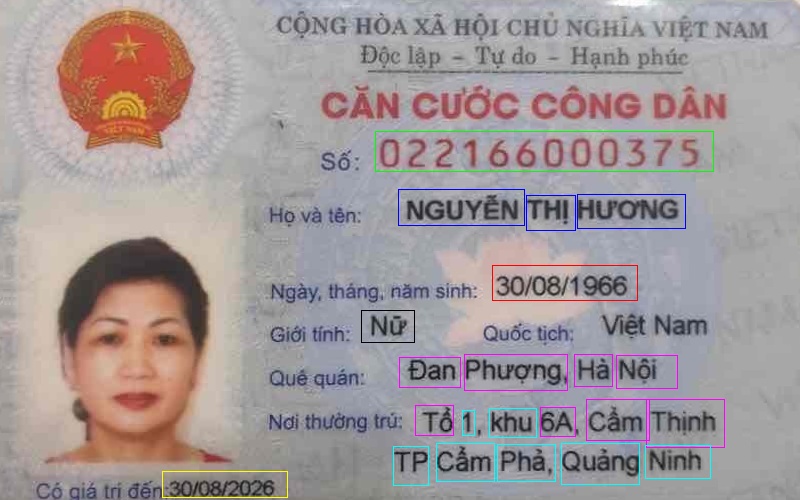 CỘNG HÒA XÃ HỘI CHỦ NGHĨA VIỆT NAM
Độc lập - Tự do - Hạnh phúc
CĂN CƯỚC CÔNG DÂN
Số: 022166000375
Họ và tên: NGUYỄN THỊ HƯƠNG
Ngày, tháng, năm sinh: 30/08/1966
Giới tính: Nữ Quốc tịch: Việt Nam
Quê quán: Đan Phượng, Hà Nội
Nơi thường trú: Tổ 1, khu 6A, Cẩm Thịnh
TP Cẩm Phả, Quảng Ninh
Có giá trị đến: 30/08/2026
VIỆT NAM